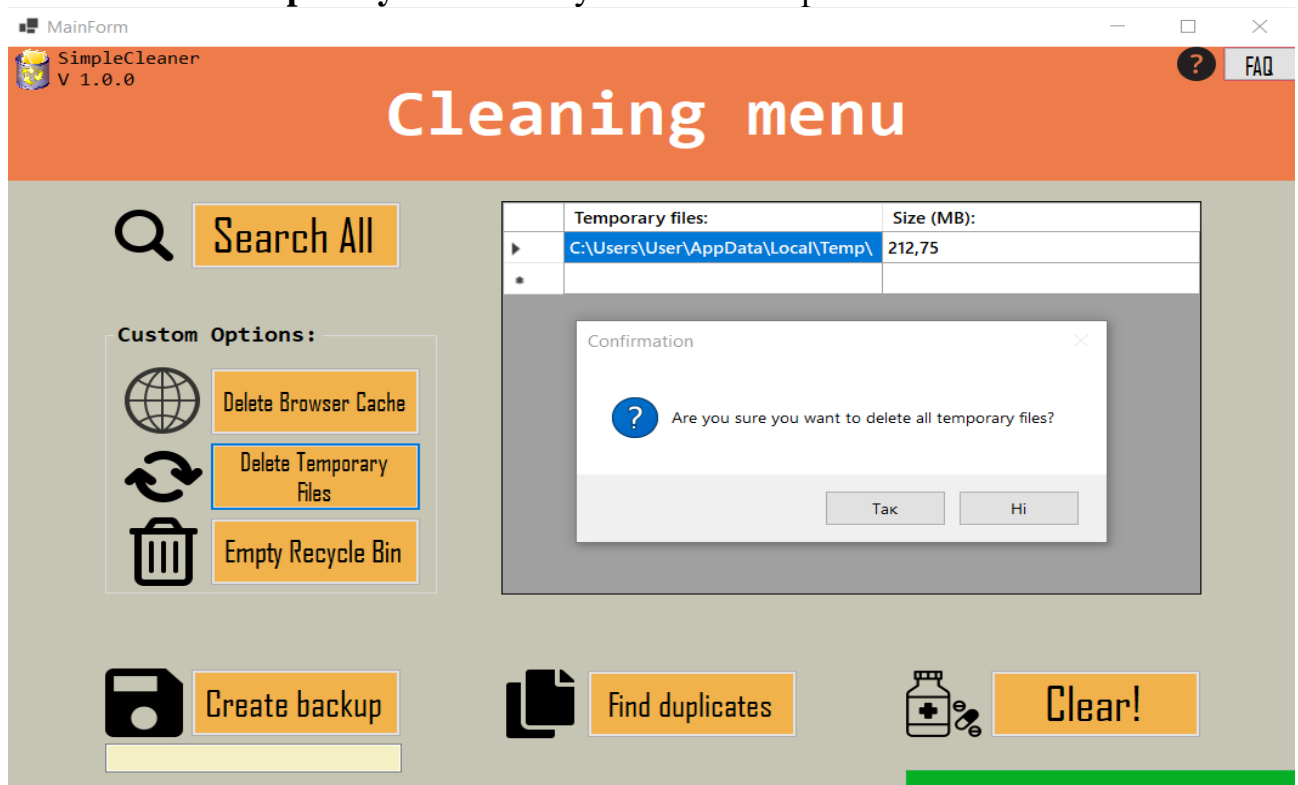 MainForm
SimpleCleaner
V 1.0.0
? FAQ
Cleaning menu
Search All
Temporary files: Size (MB):
C:\Users\User\AppData\Local\Temp\ 212,75
Custom Options:
Delete Browser Cache
Delete Temporary
Files
Empty Recycle Bin
Confirmation
? Are you sure you want to delete all temporary files?
Так Ні
Create backup
Find duplicates
Clear!